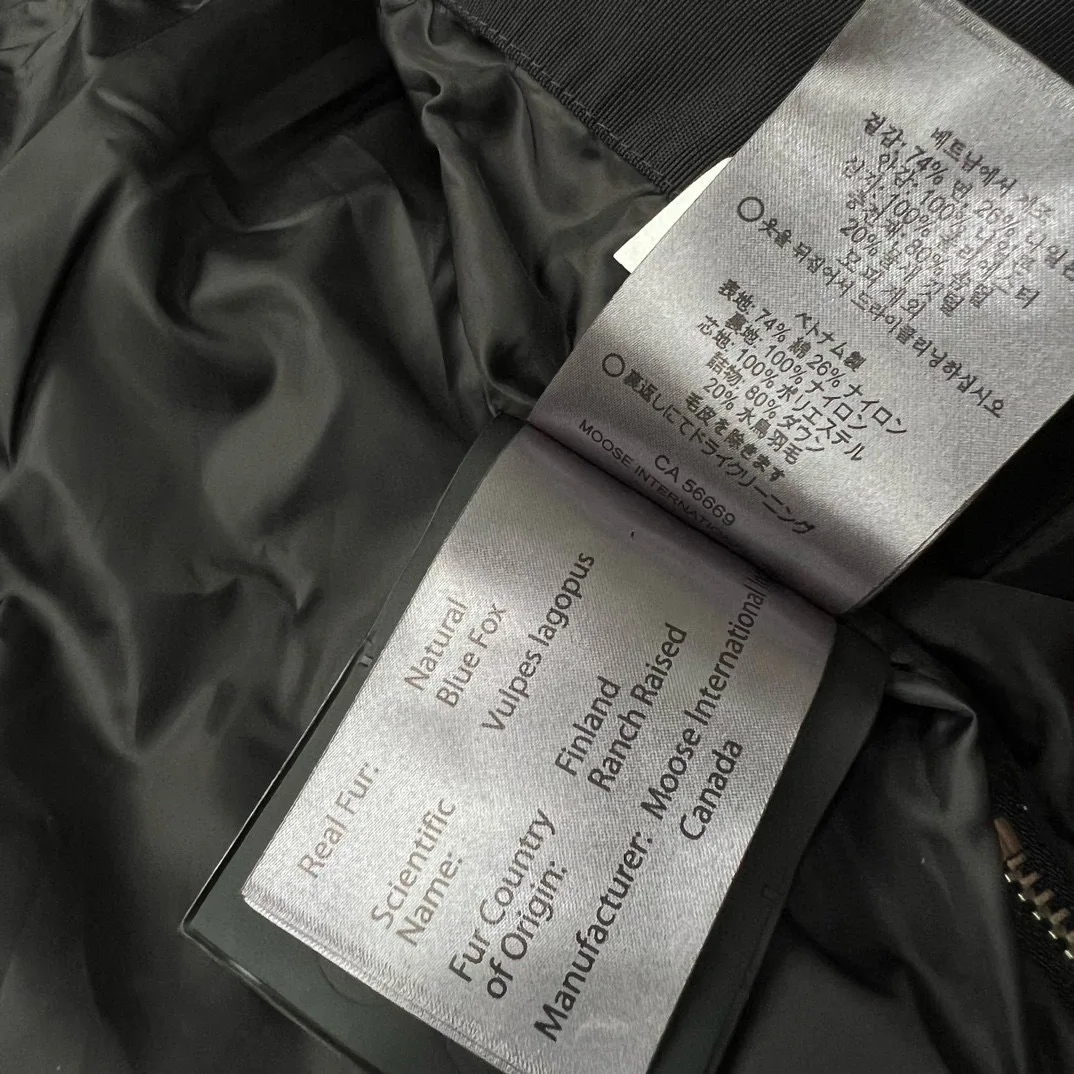 베트남에서 제조
겉감: 74% 면, 26% 나일론
안감: 100% 나일론
심지: 100% 폴리에스터
충전재: 80% 솜털
20% 물새 깃털
모피 제외
옷을 뒤집어서 드라이클리닝하십시오
ベトナム製
表地: 74% 綿 26% ナイロン
裏地: 100% ナイロン
芯地: 100% ポリエステル
詰物: 80% ダウン
20% 水鳥羽毛
毛皮を除きます
裏返しにてドライクリーニング
CA 56669
MOOSE INTERNATIO
Real Fur: Natural
Blue Fox
Scientific Vulpes lagopus
Name:
Fur Country Finland
of Origin: Ranch Raised
Manufacturer: Moose International
Canada